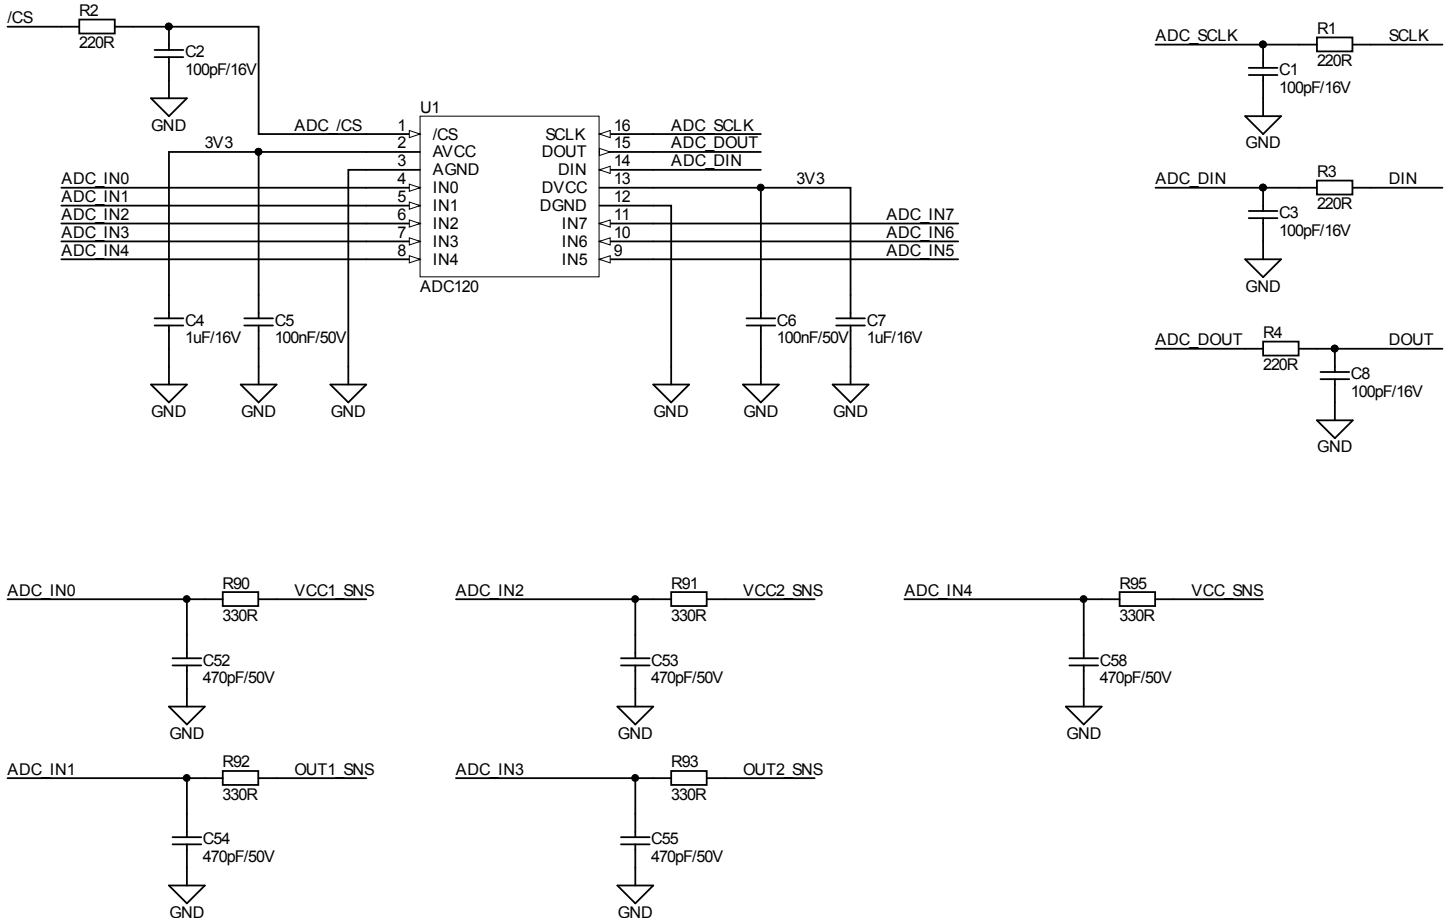 /CS
R2
220R
C2
100pF/16V
GND
ADC_SCLK
R1
SCLK
220R
C1
100pF/16V
GND
U1
ADC_/CS
1
/CS
SCLK
16
ADC_SCLK
3V3
2
AVCC
DOUT
15
ADC_DOUT
3
AGND
DIN
14
ADC_DIN
ADC_IN0
4
IN0
DVCC
13
3V3
ADC_IN1
5
IN1
DGND
12
ADC_IN2
6
IN2
IN7
11
ADC_IN7
ADC_IN3
7
IN3
IN6
10
ADC_IN6
ADC_IN4
8
IN4
IN5
9
ADC_IN5
ADC120
ADC_DIN
R3
DIN
220R
C3
100pF/16V
GND
C4
1uF/16V
C5
100nF/50V
C6
100nF/50V
C7
1uF/16V
GND
GND
GND
GND
GND
GND
ADC_DOUT
R4
DOUT
220R
C8
100pF/16V
GND
ADC_IN0
R90
VCC1_SNS
330R
C52
470pF/50V
GND
ADC_IN2
R91
VCC2_SNS
330R
C53
470pF/50V
GND
ADC_IN4
R95
VCC_SNS
330R
C58
470pF/50V
GND
ADC_IN1
R92
OUT1_SNS
330R
C54
470pF/50V
GND
ADC_IN3
R93
OUT2_SNS
330R
C55
470pF/50V
GND